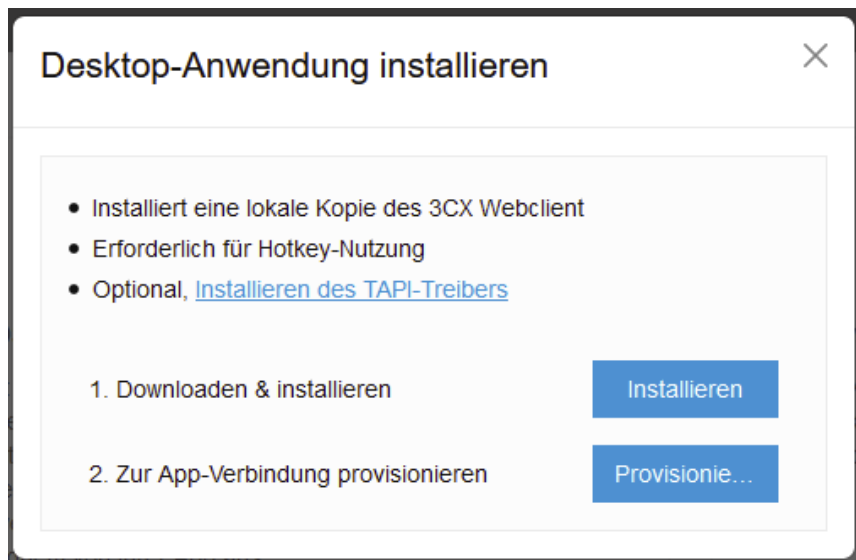 Desktop-Anwendung installieren
Installiert eine lokale Kopie des 3CX Webclient
Erforderlich für Hotkey-Nutzung
Optional, Installieren des TAPI-Treibers
1. Downloaden & installieren
Installieren
2. Zur App-Verbindung provisionieren
Provisionie...